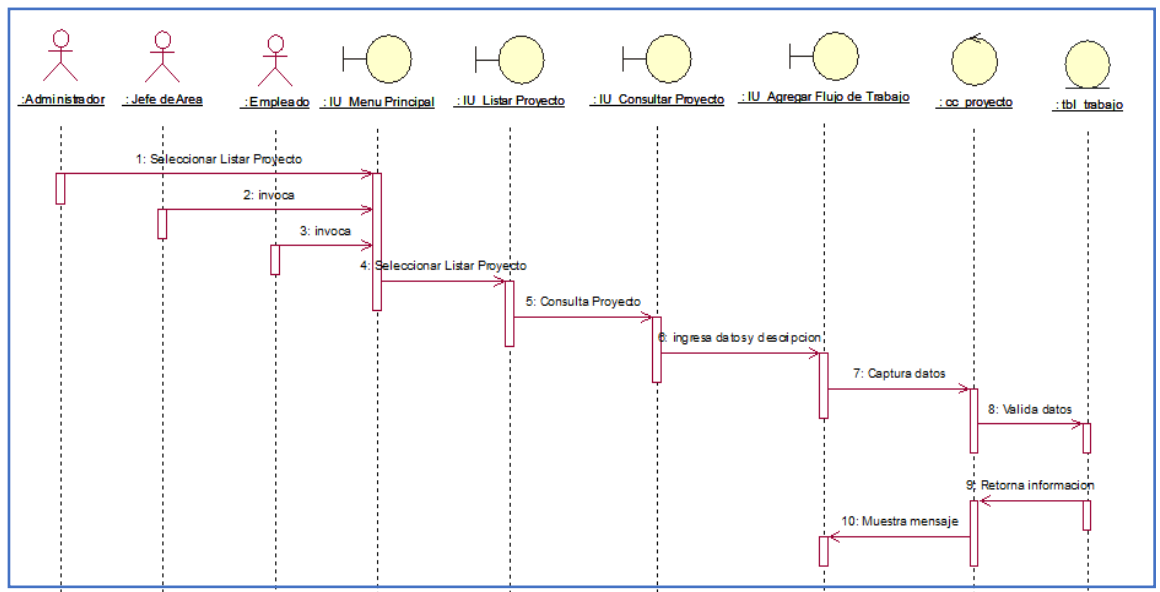 :Administrador
: Jefe de Area
: Empleado
: IU_Menu Principal
: IU_Listar Proyecto
: IU_Consultar Proyecto
: IU_Agregar Flujo de Trabajo
: cc_proyecto
: tbl_trabajo
1: Seleccionar Listar Proyecto
2: invoca
3: invoca
4: Seleccionar Listar Proyecto
5: Consulta Proyecto
6: ingresa datos y descripcion
7: Captura datos
8: Valida datos
9: Retorna informacion
10: Muestra mensaje